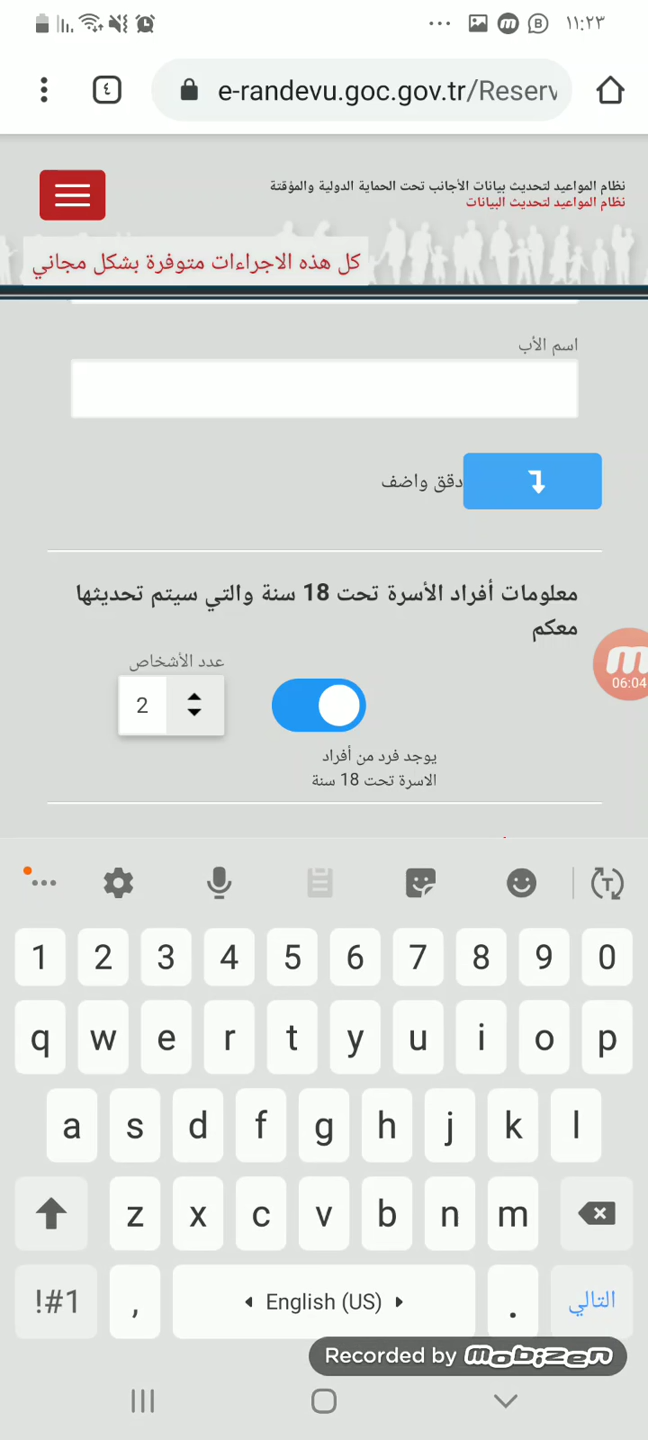 ١١:٢٣
e-randevu.goc.gov.tr/Reserv
نظام المواعيد لتحديث بيانات الأجانب تحت الحماية الدولية والمؤقتة
نظام المواعيد لتحديث البيانات
كل هذه الاجراءات متوفرة بشكل مجاني
اسم الأب
دقق واضف
معلومات أفراد الأسرة تحت 18 سنة والتي سيتم تحديثها
معكم
عدد الأشخاص
2
يوجد فرد من أفراد
الاسرة تحت 18 سنة
06:04
1 2 3 4 5 6 7 8 9 0
q w e r t y u i o p
a s d f g h j k l
z x c v b n m
!#1 , English (US) . التالي
Recorded by mobizen